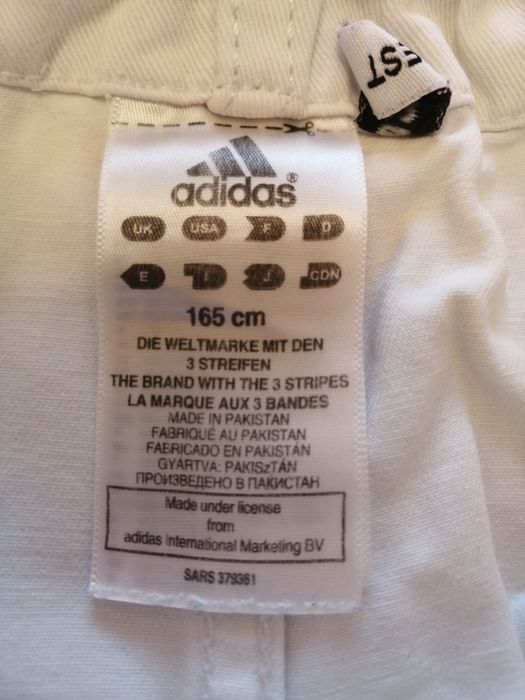 EST
adidas®
UK USA F D
E I J CDN
165 cm
DIE WELTMARKE MIT DEN
3 STREIFEN
THE BRAND WITH THE 3 STRIPES
LA MARQUE AUX 3 BANDES
MADE IN PAKISTAN
FABRIQUÉ AU PAKISTAN
FABRICADO EN PAKISTÁN
GYÁRTVA: PAKISZTÁN
ПРОИЗВЕДЕНО В ПАКИСТАН
Made under license
from
adidas International Marketing BV
SARS 379361